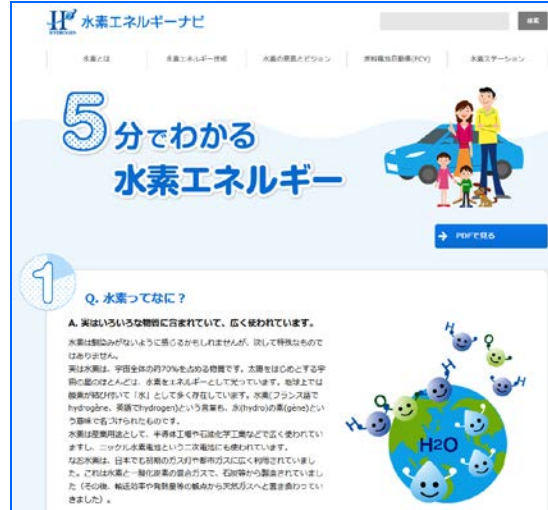 H2 水素エネルギーナビ
HYDROGEN
検索
水素とは
水素エネルギー技術
水素の意義とビジョン
燃料電池自動車(FCV)
水素ステーション
5分でわかる
水素エネルギー
→ PDFで見る
1
Q. 水素ってなに？
A. 実はいろいろな物質に含まれていて、広く使われています。
水素は馴染みがないように感じるかもしれませんが、決して特殊なもので
はありません。
実は水素は、宇宙全体の約70%を占める物質です。太陽をはじめとする宇
宙の星のほとんどは、水素をエネルギーとして光っています。地球上では
酸素が結び付いて「水」として多く存在しています。水素(フランス語で
hydrogène、英語でhydrogen)という言葉も、水(hydro)の素(gène)とい
う意味で名づけられたものです。
水素は産業用途として、半導体工場や石油化学工業などで広く使われてい
ますし、ニッケル水素電池という二次電池にも使われています。
なお水素は、日本でも初期のガス灯や都市ガスに広く利用されていまし
た。これは水素と一酸化炭素の混合ガスで、石炭等から製造されていまし
た（その後、輸送効率や発熱量等の観点から天然ガスへと置き換わってい
きました）。
H
O
H
H
O
H
H2O